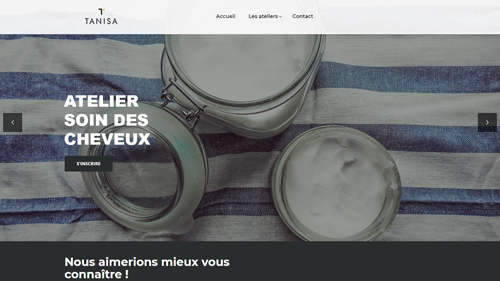 TANISA
Accueil
Les ateliers
Contact
ATELIER
SOIN DES
CHEVEUX
S'INSCRIRE
Nous aimerions mieux vous
connaître !